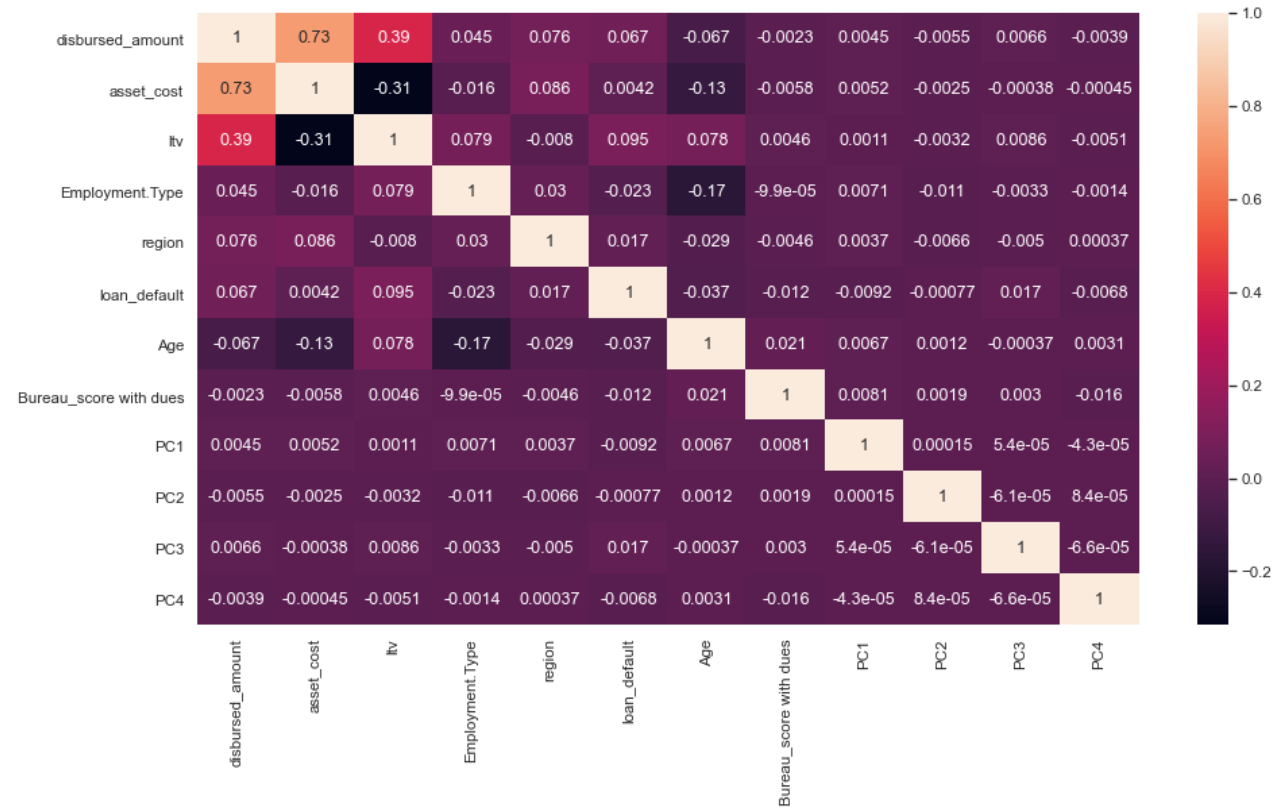 disbursed_amount 1 0.73 0.39 0.045 0.076 0.067 -0.067 -0.0023 0.0045 -0.0055 0.0066 -0.0039
asset_cost 0.73 1 -0.31 -0.016 0.086 0.0042 -0.13 -0.0058 0.0052 -0.0025 -0.00038 -0.00045
ltv 0.39 -0.31 1 0.079 -0.008 0.095 0.078 0.0046 0.0011 -0.0032 0.0086 -0.0051
Employment.Type 0.045 -0.016 0.079 1 0.03 -0.023 -0.17 -9.9e-05 0.0071 -0.011 -0.0033 -0.0014
region 0.076 0.086 -0.008 0.03 1 0.017 -0.029 -0.0046 0.0037 -0.0066 -0.005 0.00037
loan_default 0.067 0.0042 0.095 -0.023 0.017 1 -0.037 -0.012 -0.0092 -0.00077 0.017 -0.0068
Age -0.067 -0.13 0.078 -0.17 -0.029 -0.037 1 0.021 0.0067 0.0012 -0.00037 0.0031
Bureau_score with dues -0.0023 -0.0058 0.0046 -9.9e-05 -0.0046 -0.012 0.021 1 0.0081 0.0019 0.003 -0.016
PC1 0.0045 0.0052 0.0011 0.0071 0.0037 -0.0092 0.0067 0.0081 1 0.00015 5.4e-05 -4.3e-05
PC2 -0.0055 -0.0025 -0.0032 -0.011 -0.0066 -0.00077 0.0012 0.0019 0.00015 1 -6.1e-05 8.4e-05
PC3 0.0066 -0.00038 0.0086 -0.0033 -0.005 0.017 -0.00037 0.003 5.4e-05 -6.1e-05 1 -6.6e-05
PC4 -0.0039 -0.00045 -0.0051 -0.0014 0.00037 -0.0068 0.0031 -0.016 -4.3e-05 8.4e-05 -6.6e-05 1
disbursed_amount
asset_cost
ltv
Employment.Type
region
loan_default
Age
Bureau_score with dues
PC1
PC2
PC3
PC4
1.0
0.8
0.6
0.4
0.2
0.0
−0.2